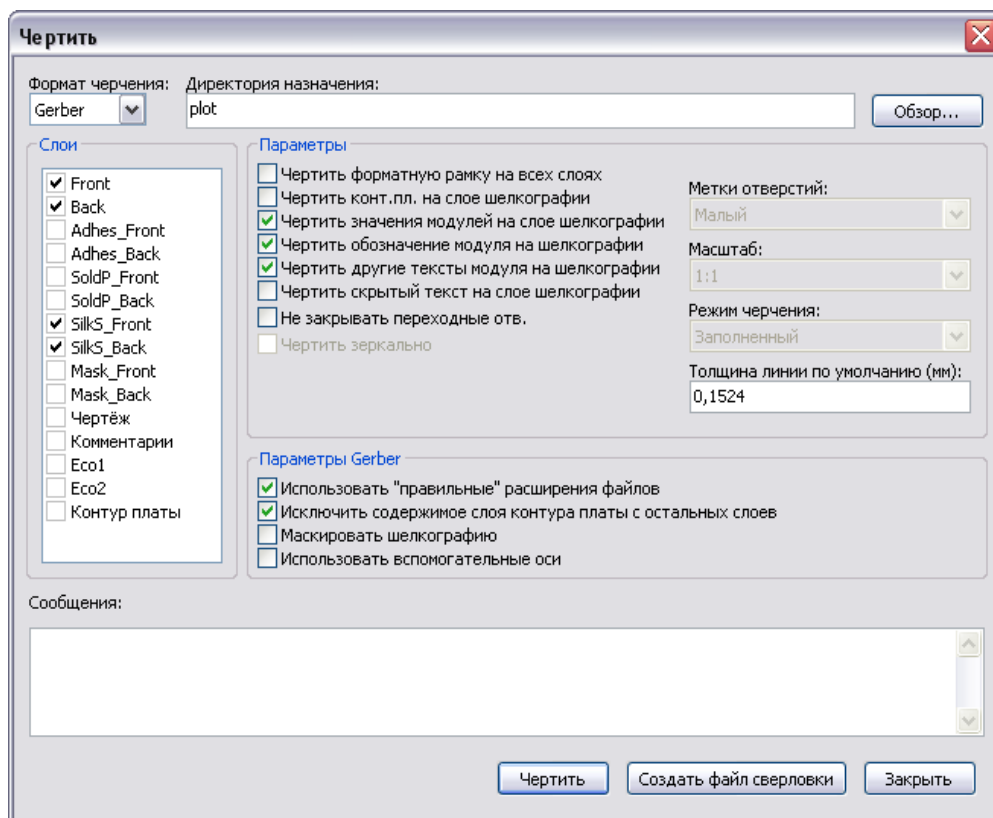 Чертить
Формат черчения:
Директория назначения:
Gerber
plot
Обзор...
Слои
Front
Back
Adhes_Front
Adhes_Back
SoldP_Front
SoldP_Back
SilkS_Front
SilkS_Back
Mask_Front
Mask_Back
Чертёж
Комментарии
Eco1
Eco2
Контур платы
Параметры
Чертить форматную рамку на всех слоях
Чертить конт.пл. на слое шелкографии
Чертить значения модулей на слое шелкографии
Чертить обозначение модуля на шелкографии
Чертить другие тексты модуля на шелкографии
Чертить скрытый текст на слое шелкографии
Не закрывать переходные отв.
Чертить зеркально
Метки отверстий:
Малый
Масштаб:
1:1
Режим черчения:
Заполненный
Толщина линии по умолчанию (мм):
0,1524
Параметры Gerber
Использовать "правильные" расширения файлов
Исключить содержимое слоя контура платы с остальных слоев
Маскировать шелкографию
Использовать вспомогательные оси
Сообщения:
Чертить
Создать файл сверловки
Закрыть